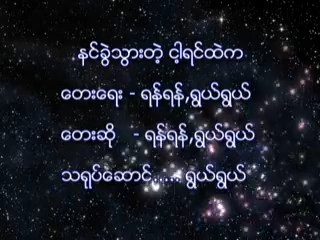 နင်ခွဲသွားတဲ့ ငါ့ရင်ထဲက
တေးရေး - ရန်ရန်,ရွယ်ရွယ်
တေးဆို - ရန်ရန်,ရွယ်ရွယ်
သရုပ်ဆောင်..... ရွယ်ရွယ်